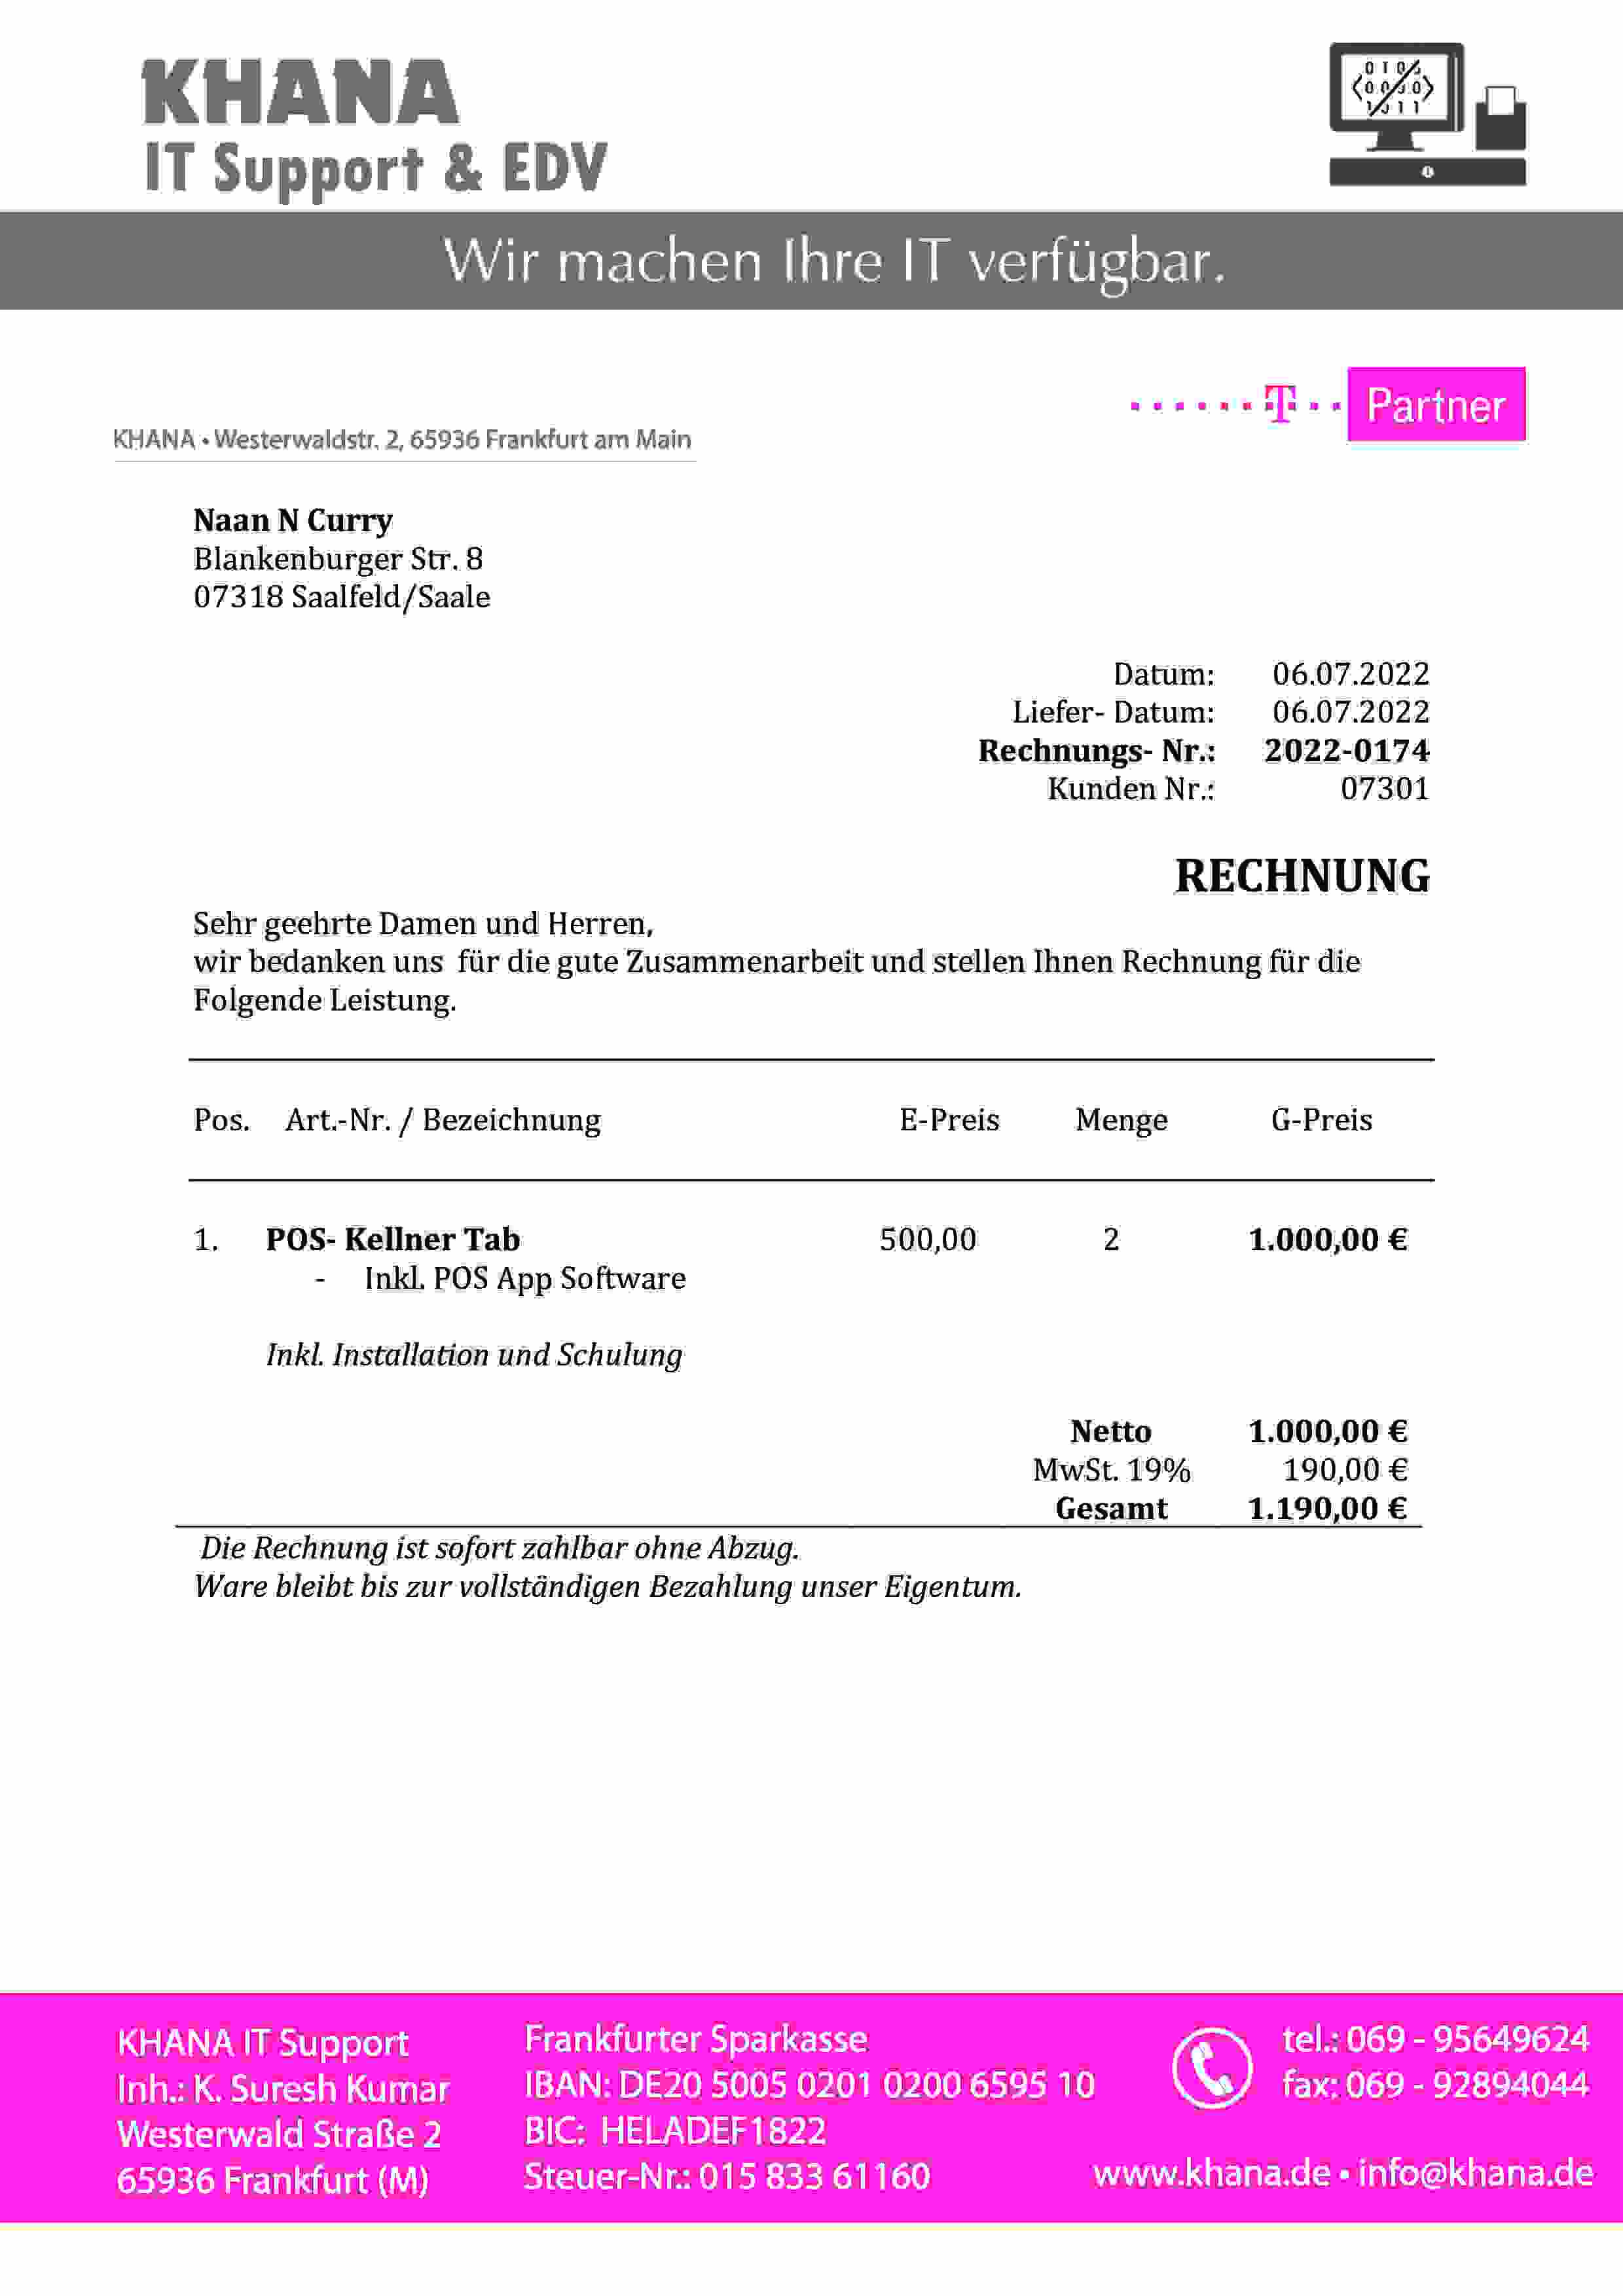 KHANA
IT Support & EDV
Wir machen Ihre IT verfügbar.
T Partner
KHANA • Westerwaldstr. 2, 65936 Frankfurt am Main
Naan N Curry
Blankenburger Str. 8
07318 Saalfeld/Saale
Datum: 06.07.2022
Liefer- Datum: 06.07.2022
Rechnungs- Nr.: 2022-0174
Kunden Nr.: 07301
RECHNUNG
Sehr geehrte Damen und Herren,
wir bedanken uns für die gute Zusammenarbeit und stellen Ihnen Rechnung für die
Folgende Leistung.
Pos. Art.-Nr. / Bezeichnung E-Preis Menge G-Preis
1. POS- Kellner Tab 500,00 2 1.000,00 €
- Inkl. POS App Software
Inkl. Installation und Schulung
Netto 1.000,00 €
MwSt. 19% 190,00 €
Gesamt 1.190,00 €
Die Rechnung ist sofort zahlbar ohne Abzug.
Ware bleibt bis zur vollständigen Bezahlung unser Eigentum.
KHANA IT Support
Inh.: K. Suresh Kumar
Westerwald Straße 2
65936 Frankfurt (M)
Frankfurter Sparkasse
IBAN: DE20 5005 0201 0200 6595 10
BIC: HELADEF1822
Steuer-Nr.: 015 833 61160
tel.: 069 - 95649624
fax: 069 - 92894044
www.khana.de • info@khana.de